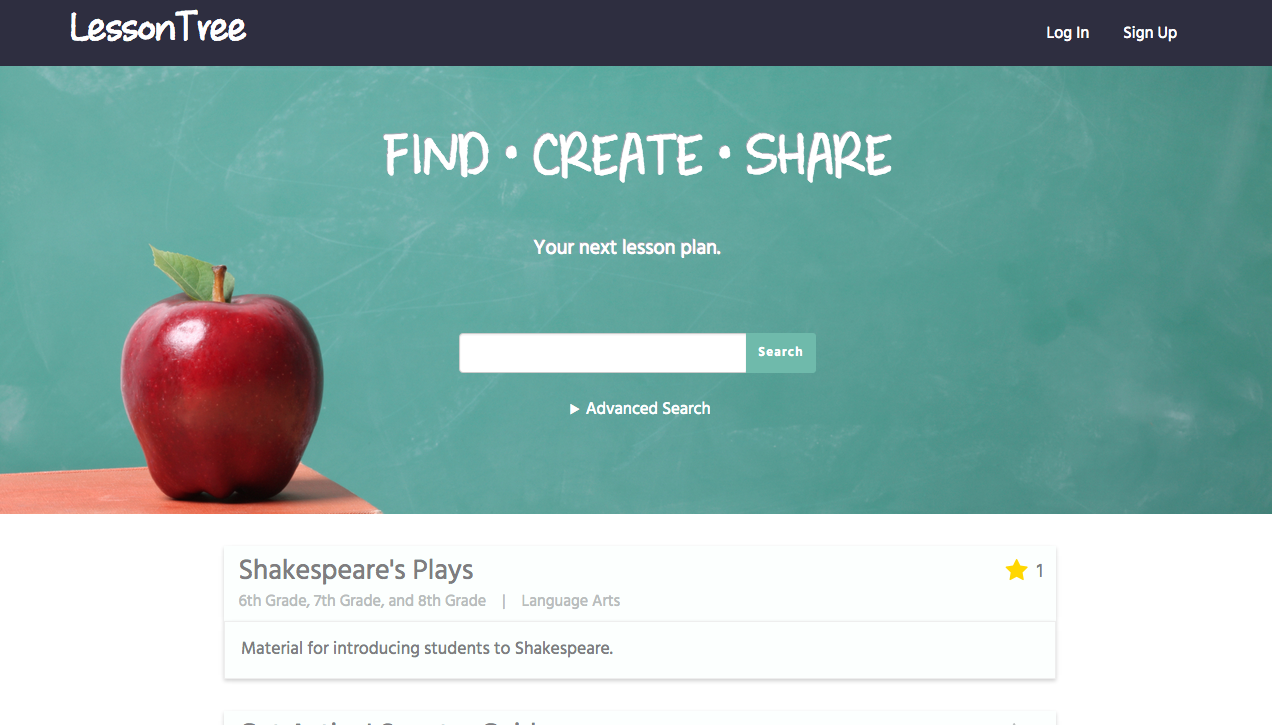 LessonTree
Log In Sign Up
FIND • CREATE • SHARE
Your next lesson plan.
Search
▶ Advanced Search
Shakespeare's Plays
1
6th Grade, 7th Grade, and 8th Grade | Language Arts
Material for introducing students to Shakespeare.